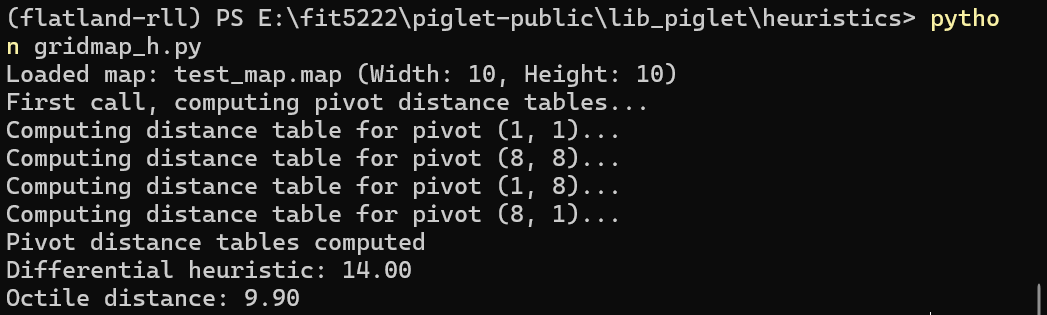 (flatland-rll) PS E:\fit5222\piglet-public\lib_piglet\heuristics> pytho
n gridmap_h.py
Loaded map: test_map.map (Width: 10, Height: 10)
First call, computing pivot distance tables...
Computing distance table for pivot (1, 1)...
Computing distance table for pivot (8, 8)...
Computing distance table for pivot (1, 8)...
Computing distance table for pivot (8, 1)...
Pivot distance tables computed
Differential heuristic: 14.00
Octile distance: 9.90